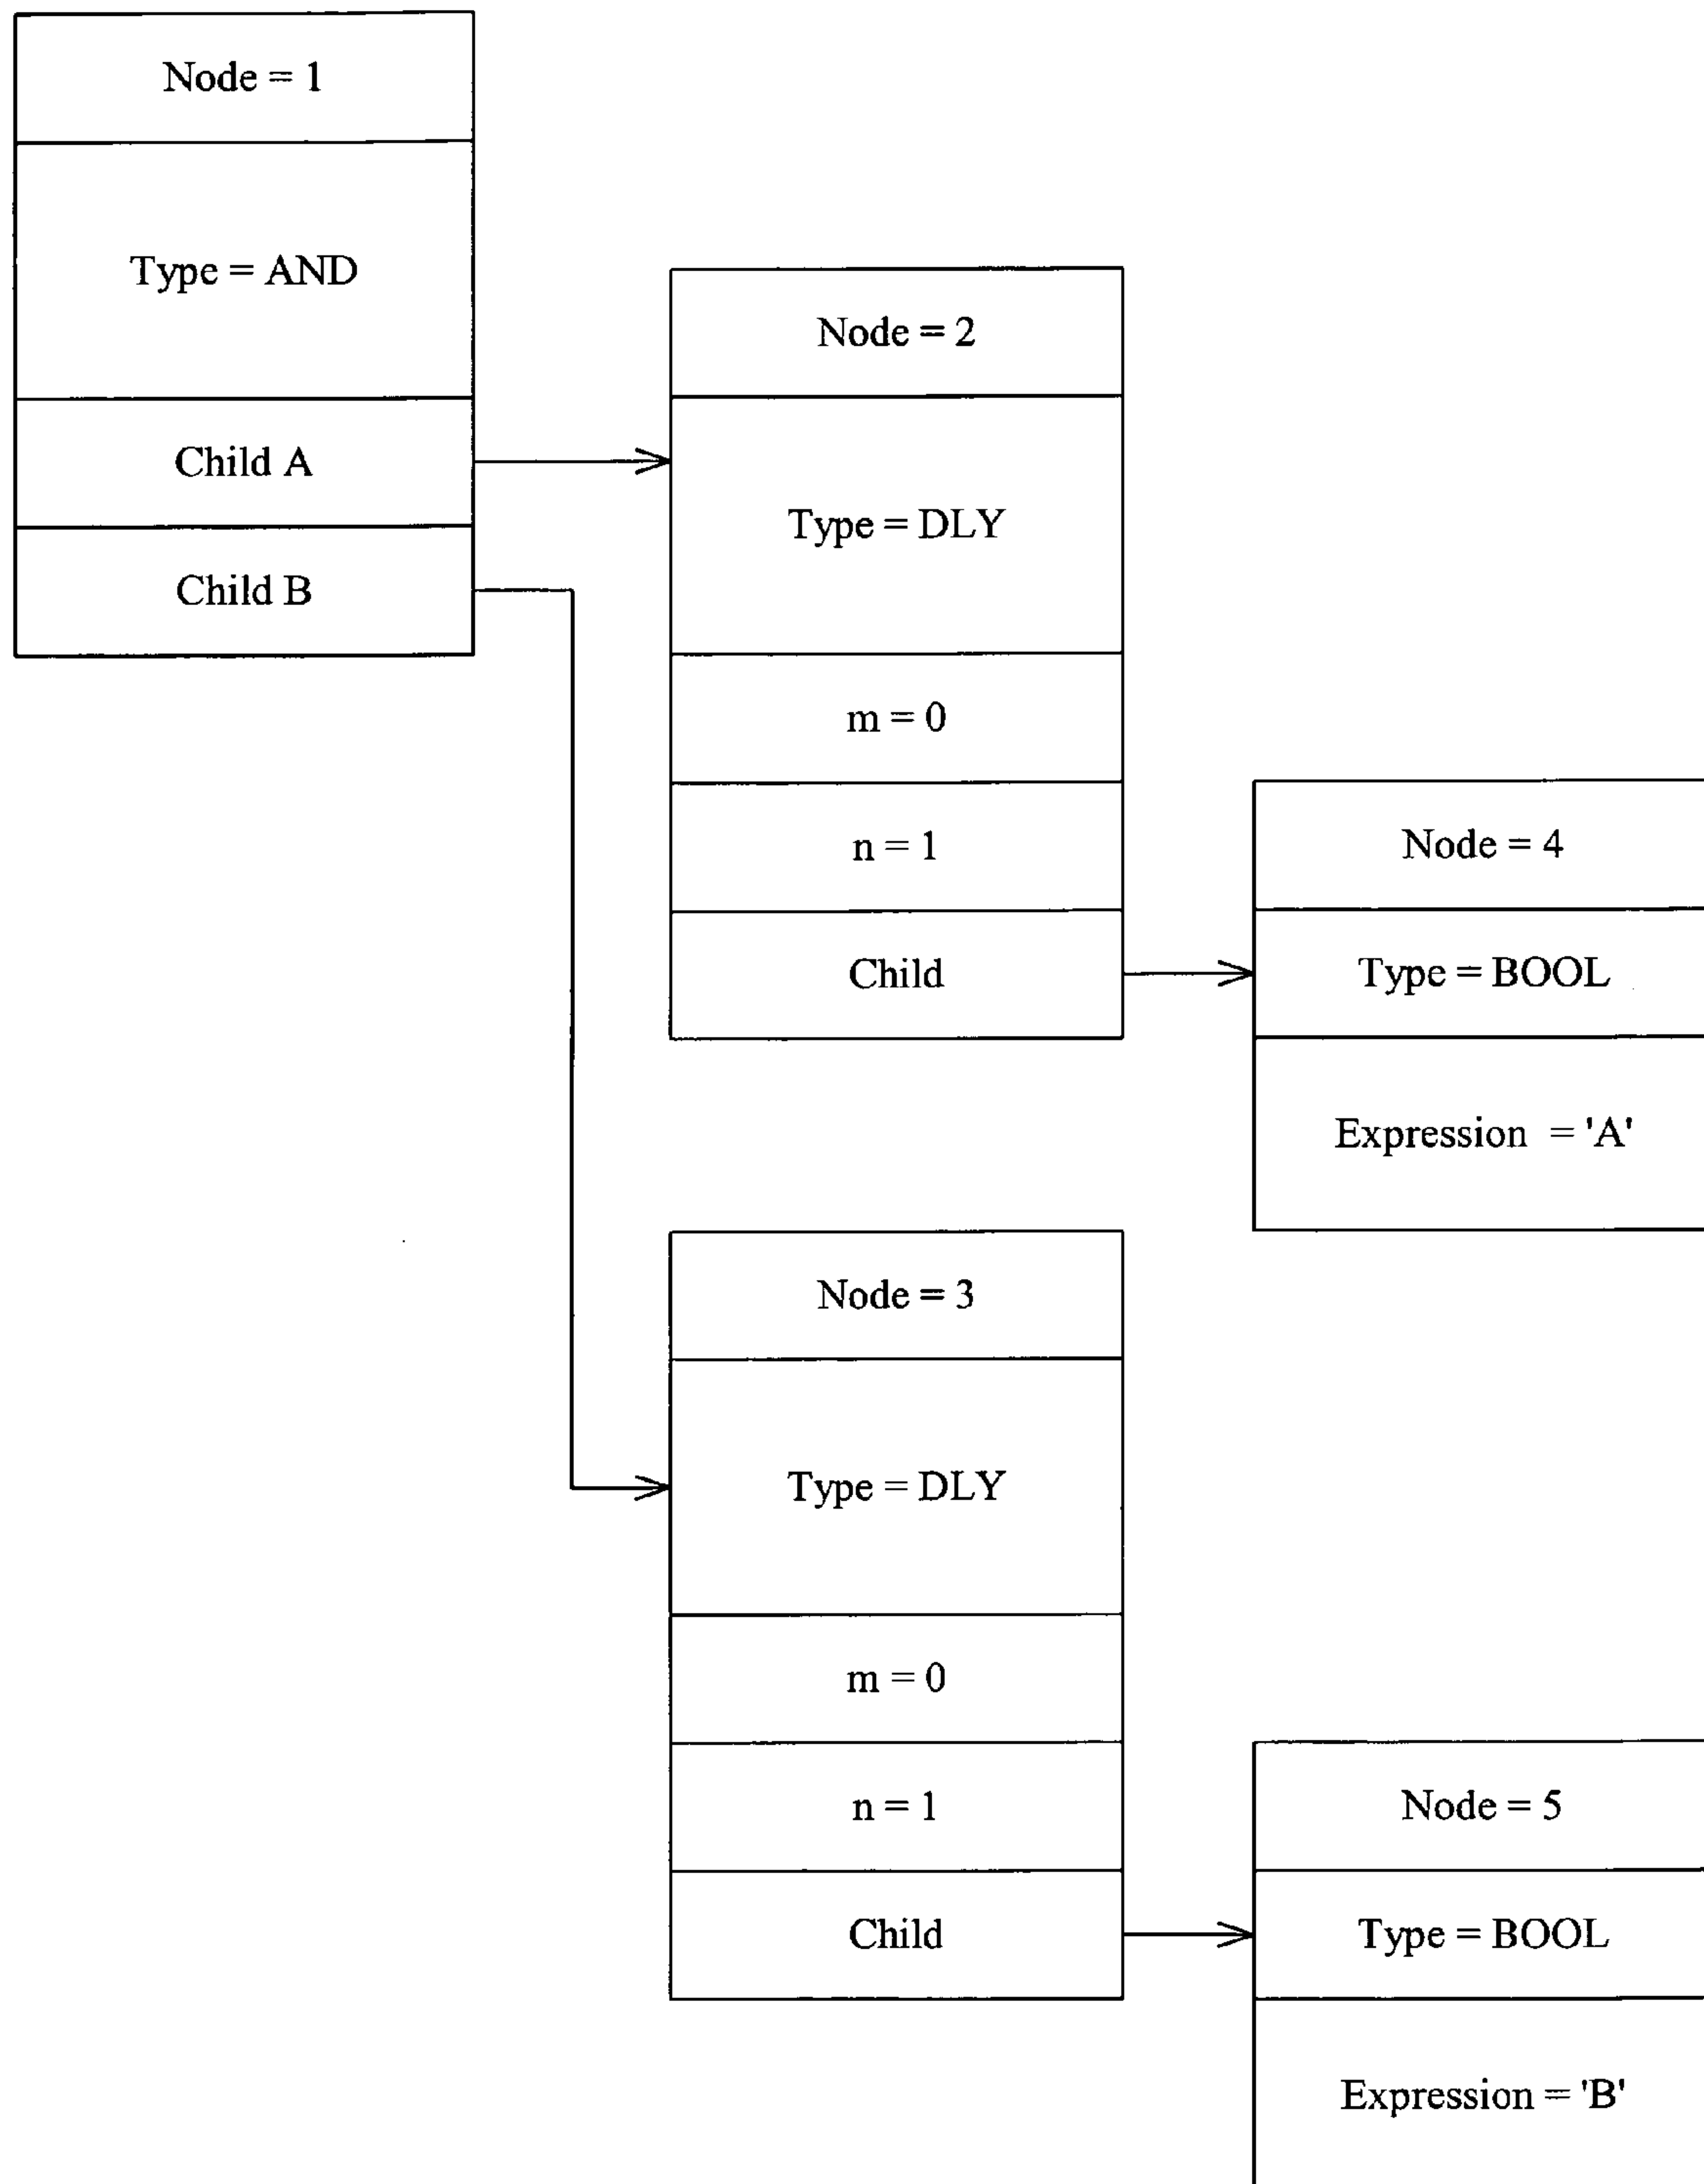 Node = 1
Type = AND
Child A
Child B
Node = 2
Type = DLY
m = 0
n = 1
Child
Node = 4
Type = BOOL
Expression = 'A'
Node = 3
Type = DLY
m = 0
n = 1
Child
Node = 5
Type = BOOL
Expression = 'B'